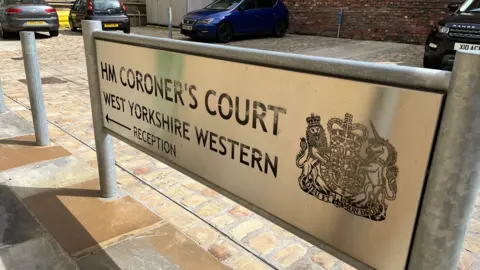 HM CORONER'S COURT
WEST YORKSHIRE WESTERN
RECEPTION